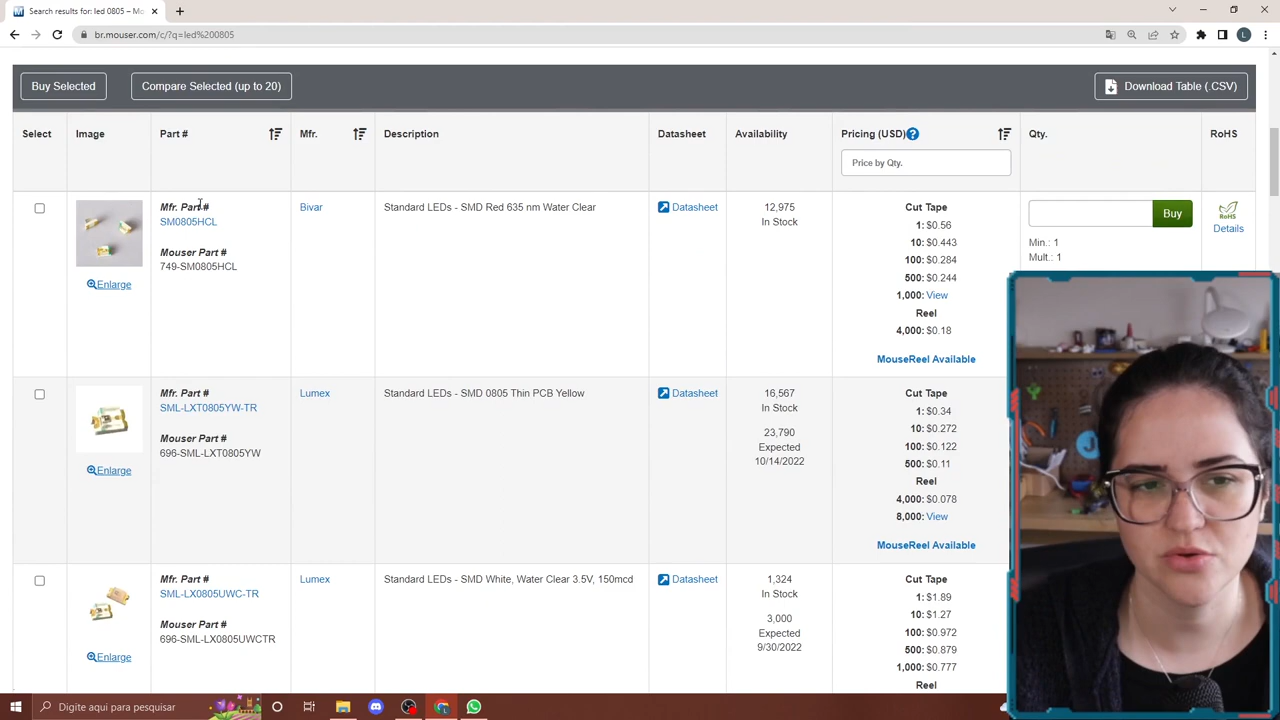 Search results for: led 0805 – Mo
br.mouser.com/c/?q=led%200805
L
Buy Selected
Compare Selected (up to 20)
Download Table (.CSV)
Select
Image
Part #
Mfr.
Description
Datasheet
Availability
Pricing (USD)
Qty.
RoHS
Price by Qty.
Mfr. Part #
SM0805HCL
Mouser Part #
749-SM0805HCL
Enlarge
Bivar
Standard LEDs - SMD Red 635 nm Water Clear
Datasheet
12,975
In Stock
Cut Tape
1: $0.56
10: $0.443
100: $0.284
500: $0.244
1,000: View
Reel
4,000: $0.18
MouseReel Available
Buy
Min.: 1
Mult.: 1
RoHS
Details
Mfr. Part #
SML-LXT0805YW-TR
Mouser Part #
696-SML-LXT0805YW
Enlarge
Lumex
Standard LEDs - SMD 0805 Thin PCB Yellow
Datasheet
16,567
In Stock
23,790
Expected
10/14/2022
Cut Tape
1: $0.34
10: $0.272
100: $0.122
500: $0.11
Reel
4,000: $0.078
8,000: View
MouseReel Available
Mfr. Part #
SML-LX0805UWC-TR
Mouser Part #
696-SML-LX0805UWCTR
Enlarge
Lumex
Standard LEDs - SMD White, Water Clear 3.5V, 150mcd
Datasheet
1,324
In Stock
3,000
Expected
9/30/2022
Cut Tape
1: $1.89
10: $1.27
100: $0.972
500: $0.879
1,000: $0.777
Reel
Digite aqui para pesquisar